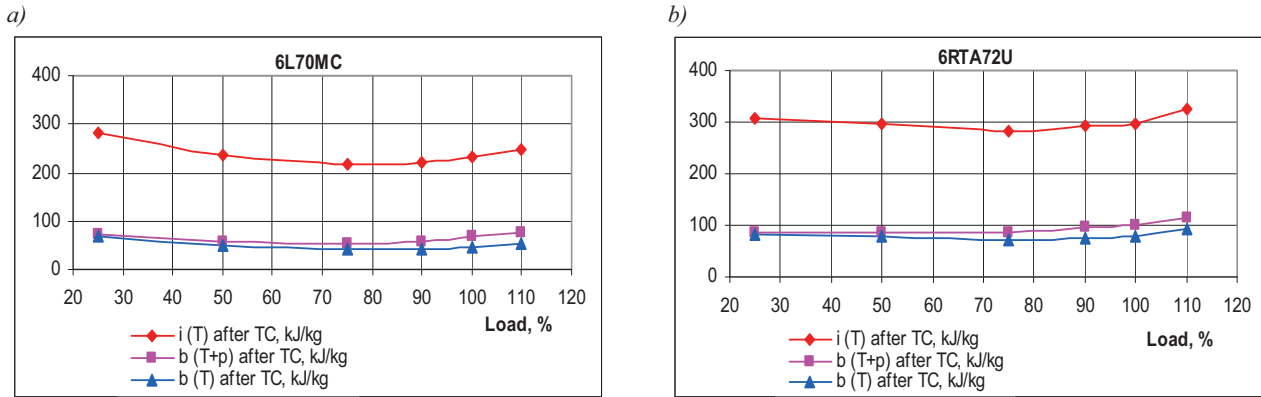 a)
6L70MC
400
300
200
100
0
20 30 40 50 60 70 80 90 100 110 120
Load, %
i (T) after TC, kJ/kg
b (T+p) after TC, kJ/kg
b (T) after TC, kJ/kg
b)
6RTA72U
400
300
200
100
0
20 30 40 50 60 70 80 90 100 110 120
Load, %
i (T) after TC, kJ/kg
b (T+p) after TC, kJ/kg
b (T) after TC, kJ/kg